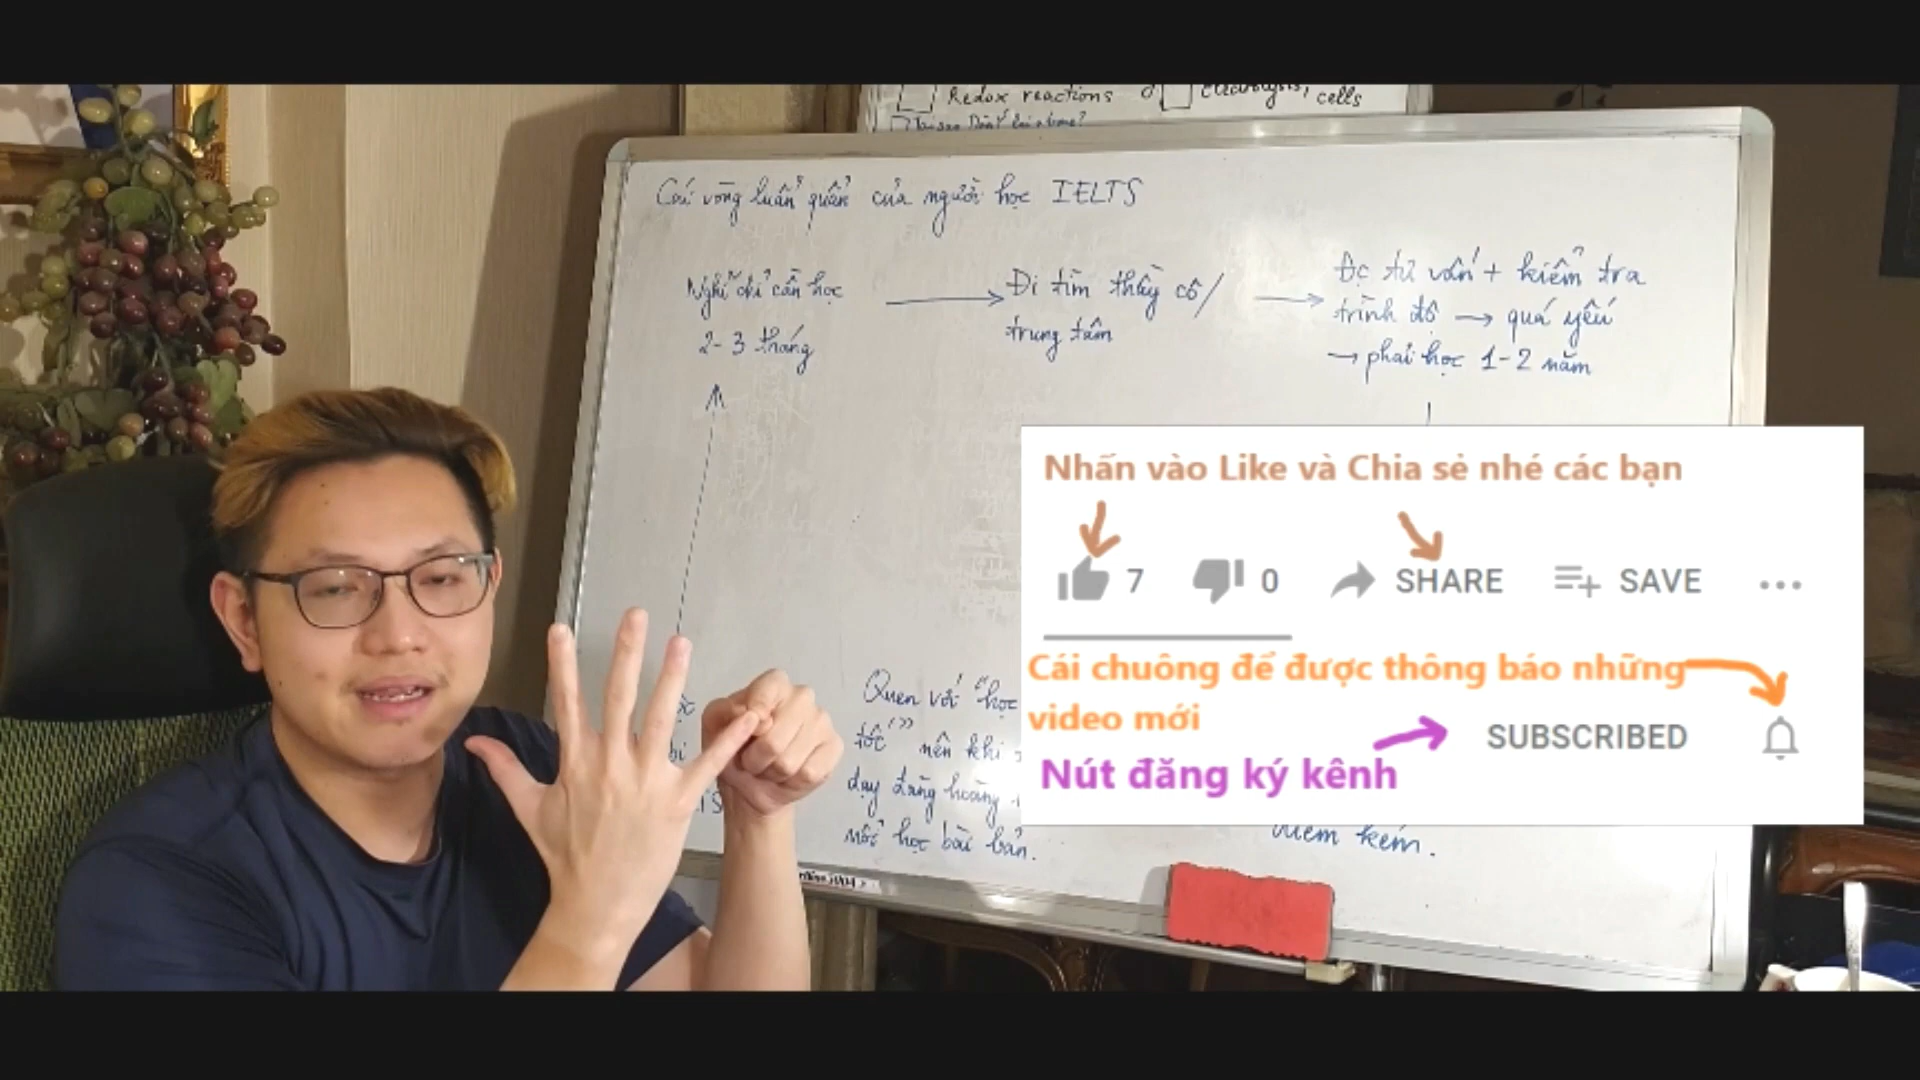 Redox reactions
cells
Cái vòng luẩn quẩn của người học IELTS
Nghĩ chỉ cần học
2-3 tháng
Đi tìm thầy cô/
trung tâm
Đc tư vấn + kiểm tra
trình độ → quá yếu
→ phải học 1-2 năm
Nhấn vào Like và Chia sẻ nhé các bạn
7
0
SHARE
SAVE
Cái chuông để được thông báo những
video mới
SUBSCRIBED
Nút đăng ký kênh
Quen với "học
tốc" nên khi
dạy đàng hoàng
mới học bài bản.
kém.